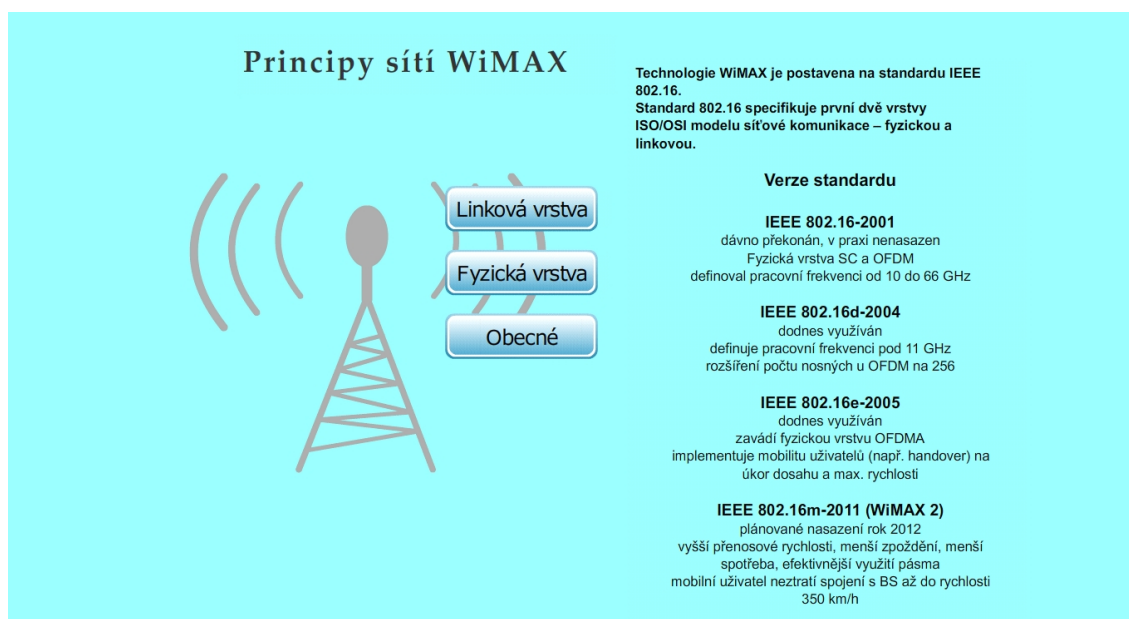 Principy sítí WiMAX
Linková vrstva
Fyzická vrstva
Obecné
Technologie WiMAX je postavena na standardu IEEE
802.16.
Standard 802.16 specifikuje první dvě vrstvy
ISO/OSI modelu síťové komunikace – fyzickou a
linkovou.
Verze standardu
IEEE 802.16-2001
dávno překonán, v praxi nenasazen
Fyzická vrstva SC a OFDM
definoval pracovní frekvenci od 10 do 66 GHz
IEEE 802.16d-2004
dodnes využíván
definuje pracovní frekvenci pod 11 GHz
rozšíření počtu nosných u OFDM na 256
IEEE 802.16e-2005
dodnes využíván
zavádí fyzickou vrstvu OFDMA
implementuje mobilitu uživatelů (např. handover) na
úkor dosahu a max. rychlosti
IEEE 802.16m-2011 (WiMAX 2)
plánované nasazení rok 2012
vyšší přenosové rychlosti, menší zpoždění, menší
spotřeba, efektivnější využití pásma
mobilní uživatel neztratí spojení s BS až do rychlosti
350 km/h